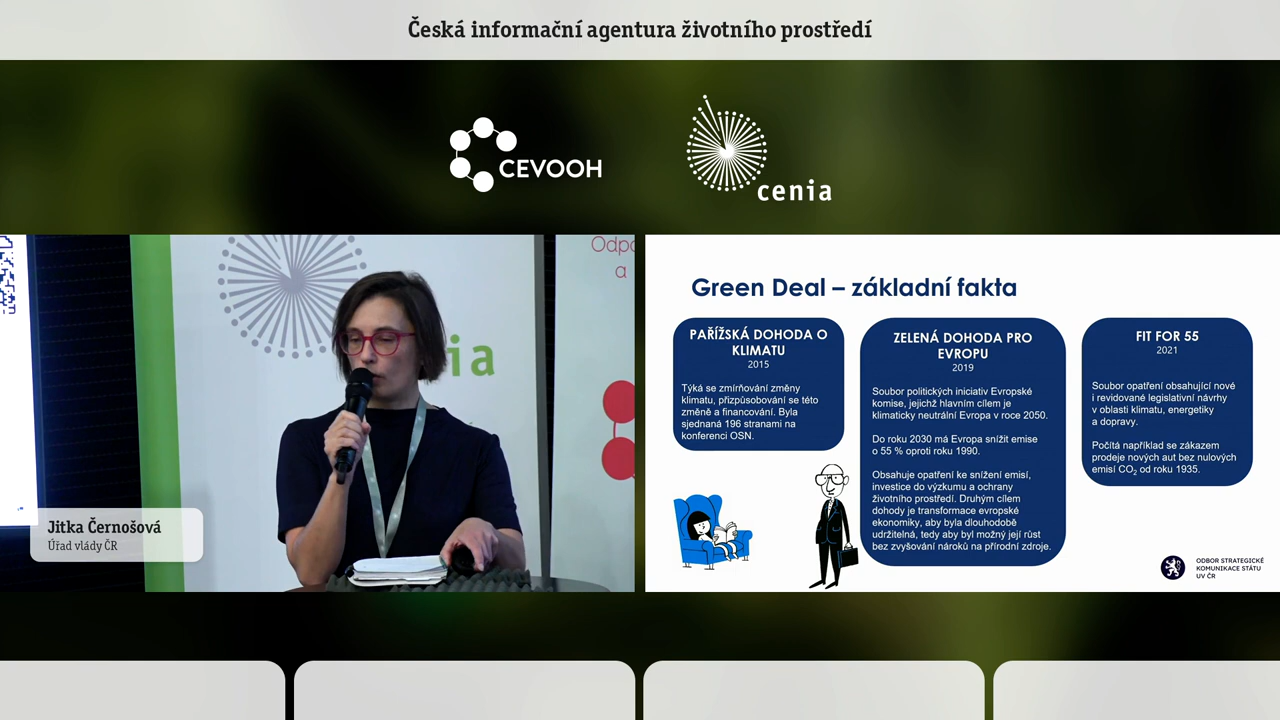 Česká informační agentura životního prostředí
CEVOOH
cenia
Odpo
a
ia
Jitka Černošová
Úřad vlády ČR
Green Deal – základní fakta
PAŘÍŽSKÁ DOHODA O
KLIMATU
2015
Týká se zmírňování změny
klimatu, přizpůsobování se této
změně a financování. Byla
sjednaná 196 stranami na
konferenci OSN.
ZELENÁ DOHODA PRO
EVROPU
2019
Soubor politických iniciativ Evropské
komise, jejichž hlavním cílem je
klimaticky neutrální Evropa v roce 2050.
Do roku 2030 má Evropa snížit emise
o 55 % oproti roku 1990.
Obsahuje opatření ke snížení emisí,
investice do výzkumu a ochrany
životního prostředí. Druhým cílem
dohody je transformace evropské
ekonomiky, aby byla dlouhodobě
udržitelná, tedy aby byl možný její růst
bez zvyšování nároků na přírodní zdroje.
FIT FOR 55
2021
Soubor opatření obsahující nové
i revidované legislativní návrhy
v oblasti klimatu, energetiky
a dopravy.
Počítá například se zákazem
prodeje nových aut bez nulových
emisí CO₂ od roku 1935.
ODBOR STRATEGICKÉ
KOMUNIKACE STÁTU
UV ČR